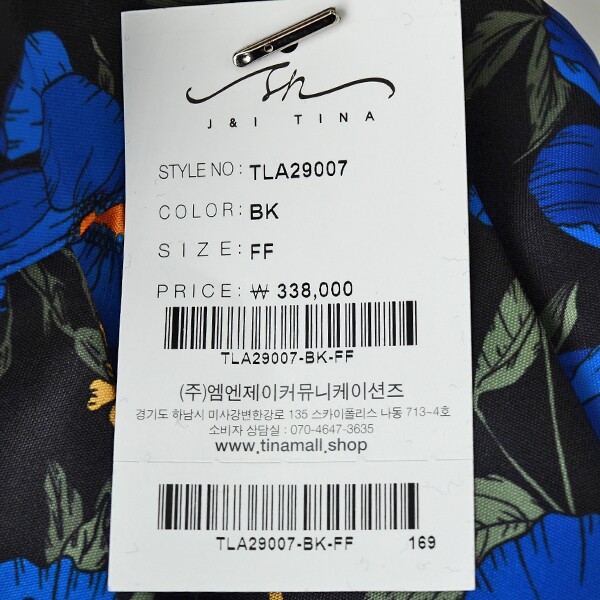 J & I TINA
STYLE NO : TLA29007
COLOR: BK
SIZE: FF
PRICE: ₩ 338,000
TLA29007-BK-FF
(주)엠엔제이커뮤니케이션즈
경기도 하남시 미사강변한강로 135 스카이폴리스 나동 713-4호
소비자 상담실 : 070-4647-3635
www.tinamall.shop
TLA29007-BK-FF 169